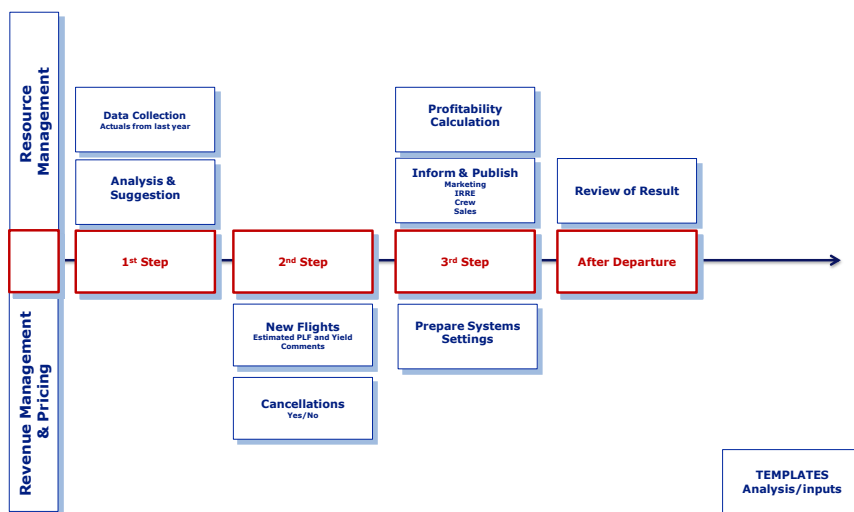 Resource
Management
Data Collection
Actuals from last year
Analysis &
Suggestion
Profitability
Calculation
Inform & Publish
Marketing
IRRE
Crew
Sales
Review of Result
1st Step
2nd Step
3rd Step
After Departure
Revenue Management
& Pricing
New Flights
Estimated PLF and Yield
Comments
Cancellations
Yes/No
Prepare Systems
Settings
TEMPLATES
Analysis/inputs